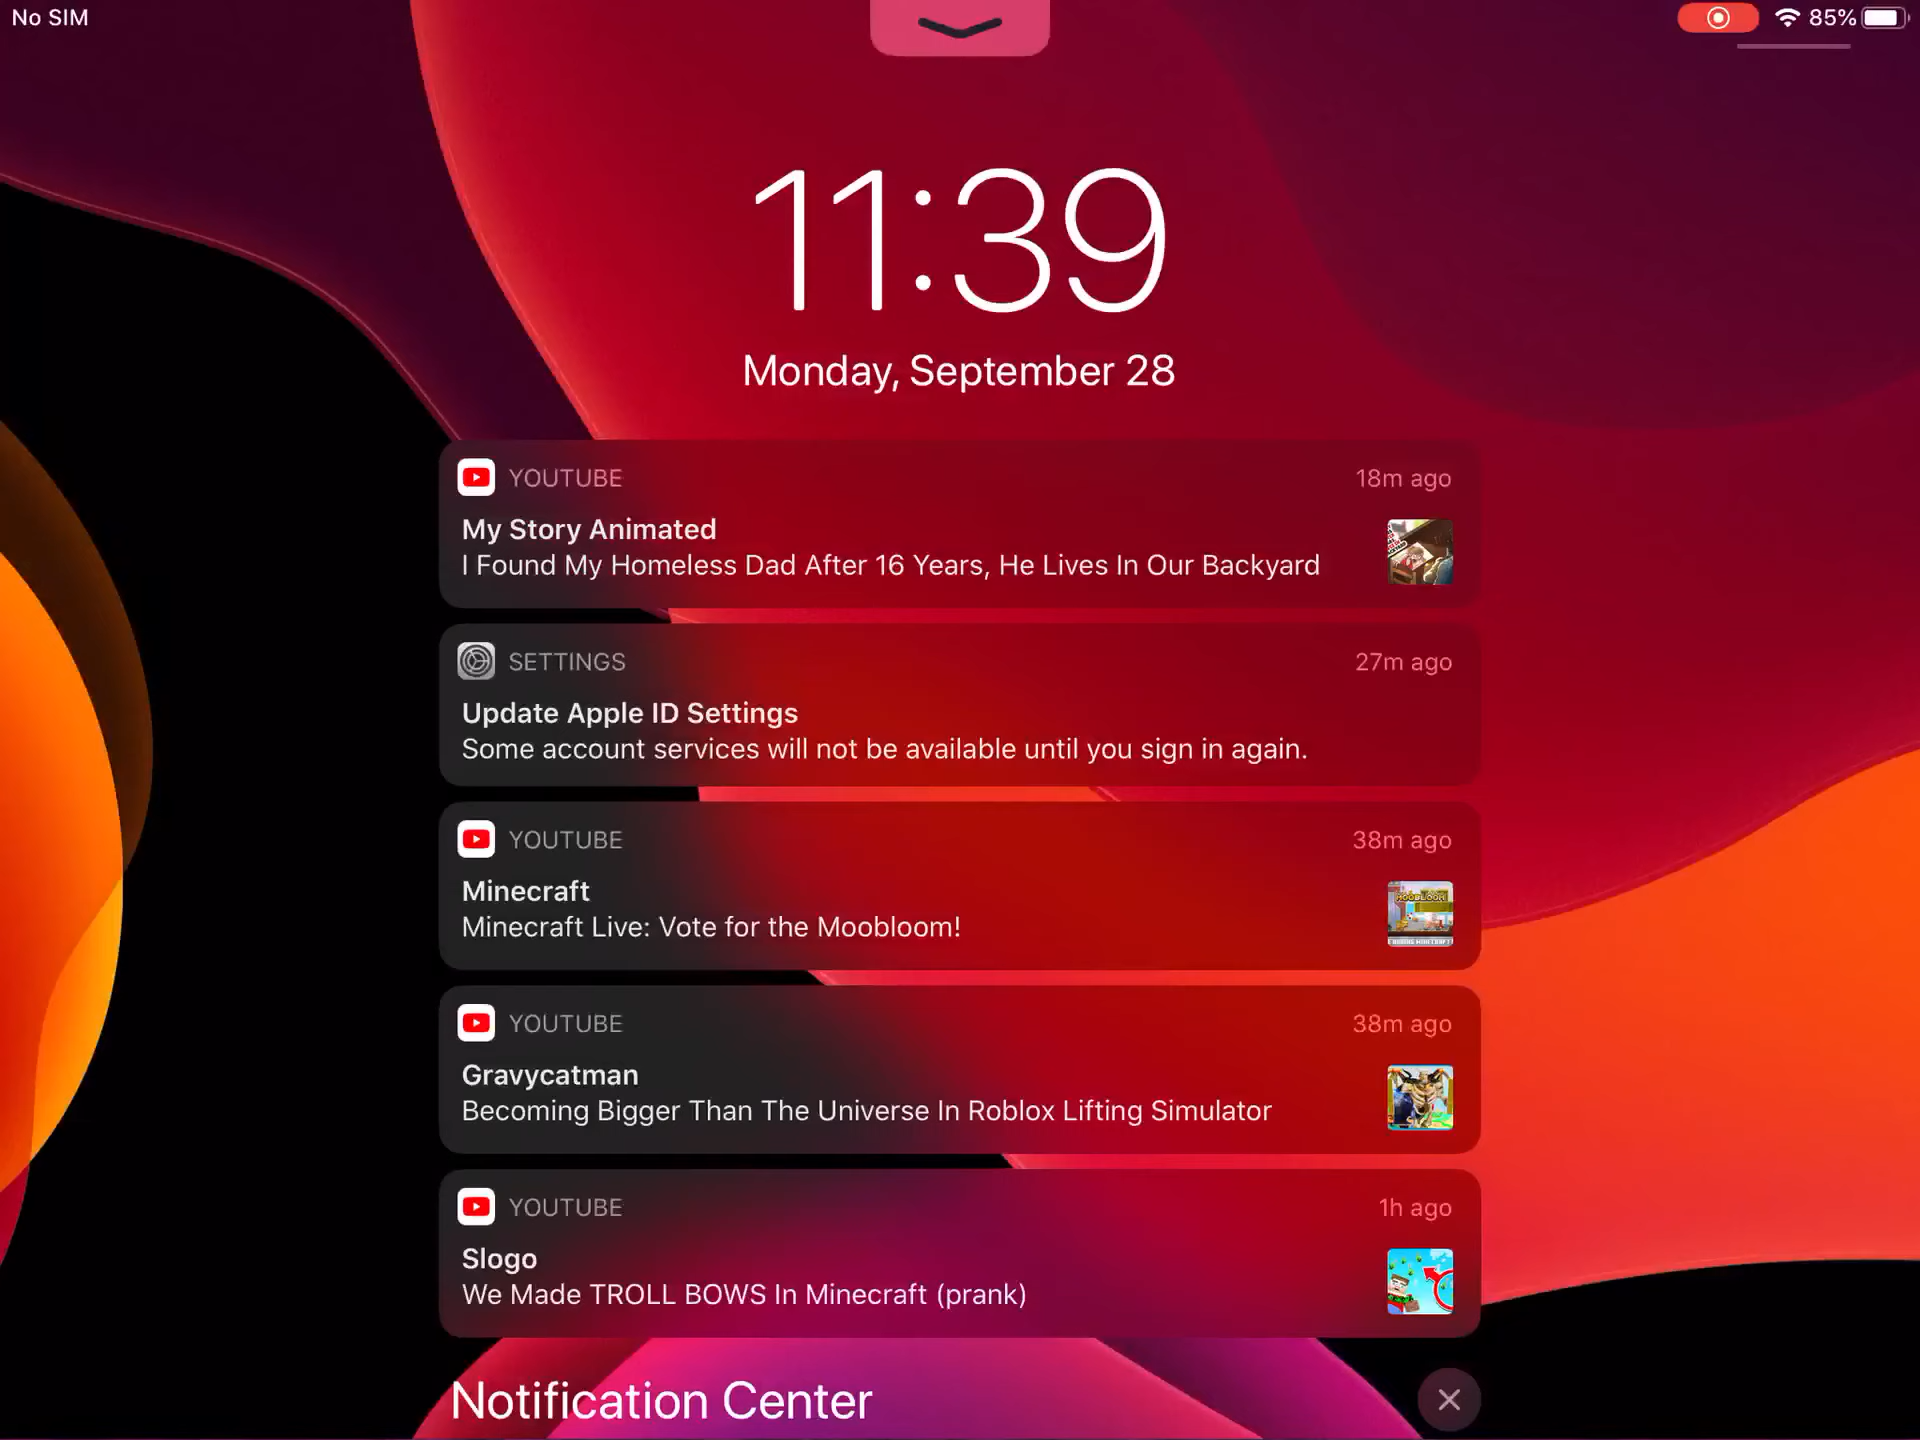 No SIM
85%
11:39
Monday, September 28
YOUTUBE
18m ago
My Story Animated
I Found My Homeless Dad After 16 Years, He Lives In Our Backyard
SETTINGS
27m ago
Update Apple ID Settings
Some account services will not be available until you sign in again.
YOUTUBE
38m ago
Minecraft
Minecraft Live: Vote for the Moobloom!
MOOBLOOM
YOUTUBE
38m ago
Gravycatman
Becoming Bigger Than The Universe In Roblox Lifting Simulator
YOUTUBE
1h ago
Slogo
We Made TROLL BOWS In Minecraft (prank)
Notification Center